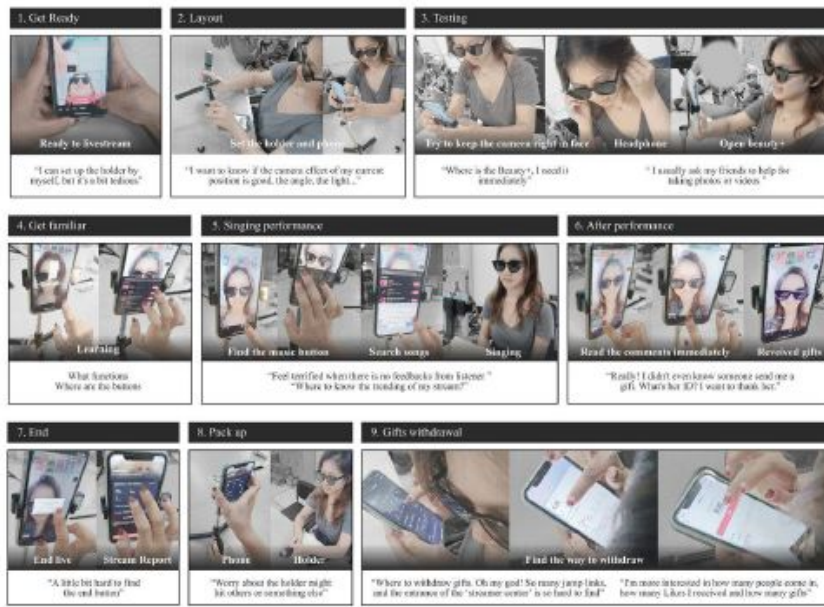 1. Get Ready
2. Layout
3. Testing
Ready to livestream
Set the holder and phone
Try to keep the camera right in face
Headphone
Open beauty+
"I can set up the holder by
myself, but it's a bit tedious"
"I want to know if the camera effect of my current
position is good, the angle, the light..."
"Where is the Beauty+, I need it
immediately"
" I usually ask my friends to help for
taking photos or videos "
4. Get familiar
5. Singing performance
6. After performance
Learning
Find the music button
Search songs
Singing
Read the comments immediately
Received gifts
What functions
Where are the buttons
"Feel terrified when there is no feedbacks from listener "
"Where to know the trending of my stream?"
"Really! I didn't even know someone send me a
gift. What's her ID? I want to thank her."
7. End
8. Pack up
9. Gifts withdrawal
End live
Stream Report
Phone
Holder
Find the way to withdraw
"A little bit hard to find
the end button"
"Worry about the holder might
hit others or something else"
"Where to withdraw gifts. Oh my god! So many jump-links,
and the entrance of the 'streamer center' is so hard to find"
"I'm more interested in how many people come in,
how many Likes I received and how many gifts"